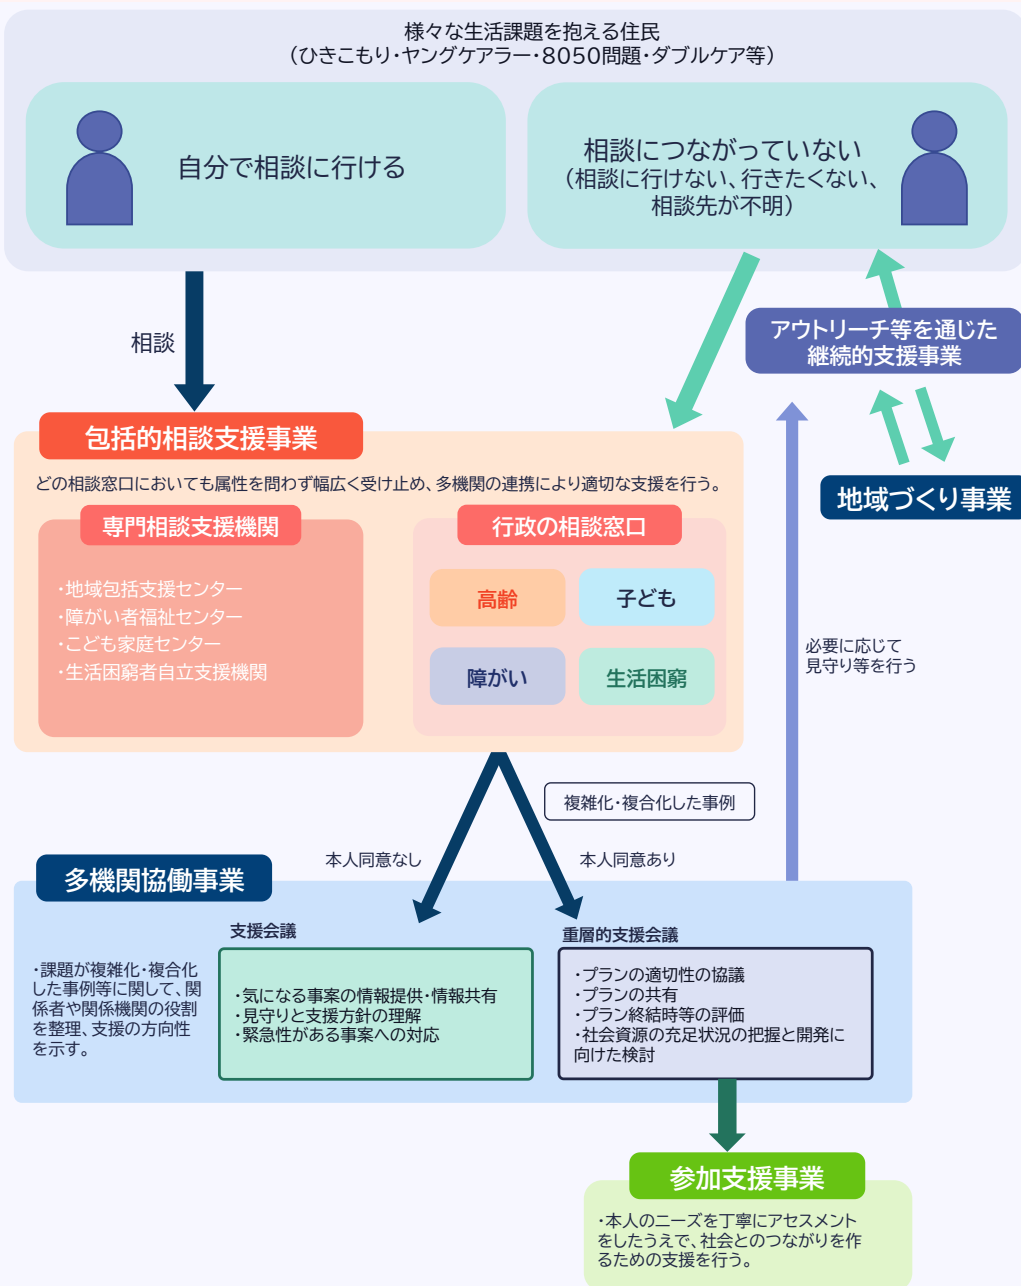 様々な生活課題を抱える住民
（ひきこもり・ヤングケアラー・8050問題・ダブルケア等）
自分で相談に行ける
相談につながっていない
（相談に行けない、行きたくない、
相談先が不明）
アウトリーチ等を通じた
継続的支援事業
相談
包括的相談支援事業
どの相談窓口においても属性を問わず幅広く受け止め、多機関の連携により適切な支援を行う。
地域づくり事業
専門相談支援機関
・地域包括支援センター
・障がい者福祉センター
・こども家庭センター
・生活困窮者自立支援機関
行政の相談窓口
高齢
子ども
障がい
生活困窮
必要に応じて
見守り等を行う
複雑化・複合化した事例
本人同意なし
本人同意あり
多機関協働事業
・課題が複雑化・複合化
した事例等に関して、関
係者や関係機関の役割
を整理、支援の方向性
を示す。
支援会議
・気になる事案の情報提供・情報共有
・見守りと支援方針の理解
・緊急性がある事案への対応
重層的支援会議
・プランの適切性の協議
・プランの共有
・プラン終結時等の評価
・社会資源の充足状況の把握と開発に
向けた検討
参加支援事業
・本人のニーズを丁寧にアセスメント
をしたうえで、社会とのつながりを作
るための支援を行う。